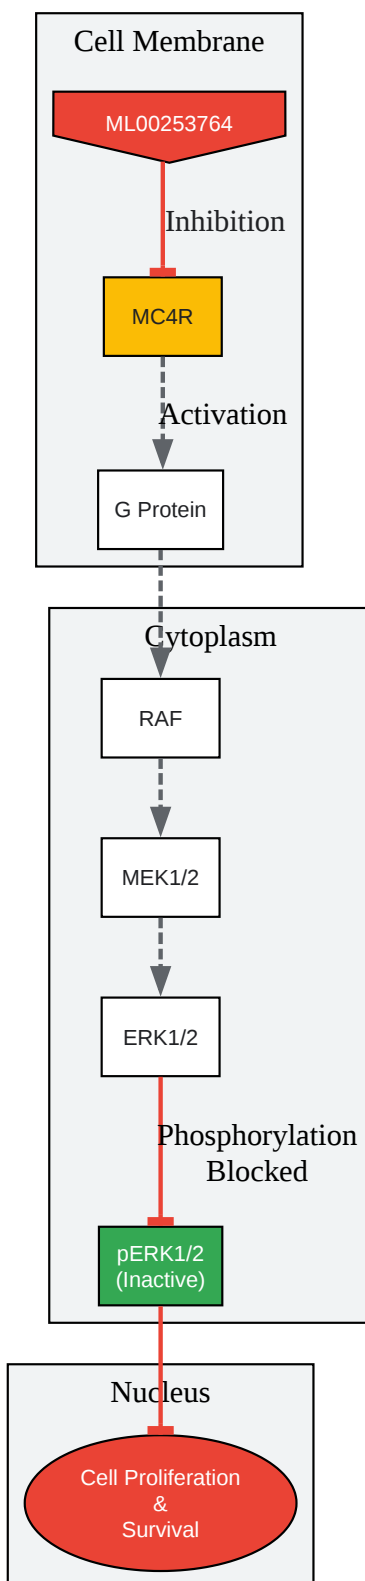 Cell Membrane
ML00253764
Inhibition
MC4R
Activation
G Protein
Cytoplasm
RAF
MEK1/2
ERK1/2
Phosphorylation
Blocked
pERK1/2
(Inactive)
Nucleus
Cell Proliferation
&
Survival